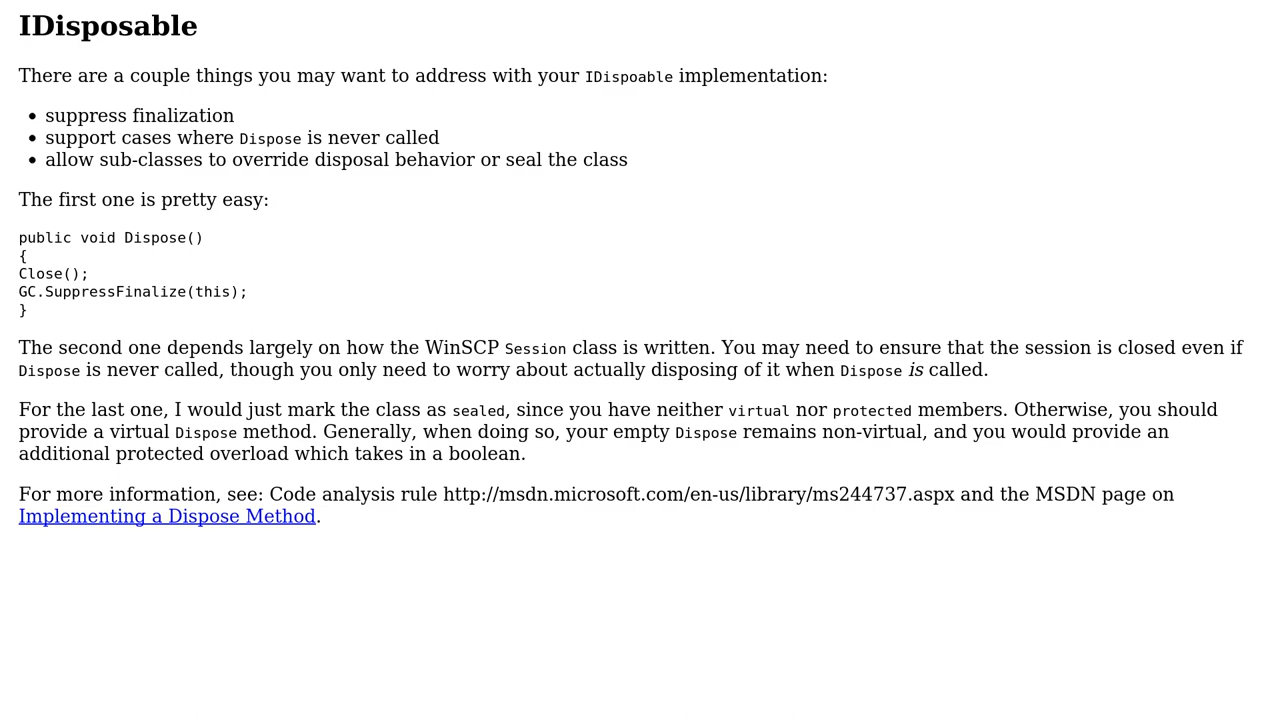 IDisposable
There are a couple things you may want to address with your IDispoable implementation:
• suppress finalization
• support cases where Dispose is never called
• allow sub-classes to override disposal behavior or seal the class
The first one is pretty easy:
public void Dispose()
{
Close();
GC.SuppressFinalize(this);
}
The second one depends largely on how the WinSCP Session class is written. You may need to ensure that the session is closed even if
Dispose is never called, though you only need to worry about actually disposing of it when Dispose is called.
For the last one, I would just mark the class as sealed, since you have neither virtual nor protected members. Otherwise, you should
provide a virtual Dispose method. Generally, when doing so, your empty Dispose remains non-virtual, and you would provide an
additional protected overload which takes in a boolean.
For more information, see: Code analysis rule http://msdn.microsoft.com/en-us/library/ms244737.aspx and the MSDN page on
Implementing a Dispose Method.